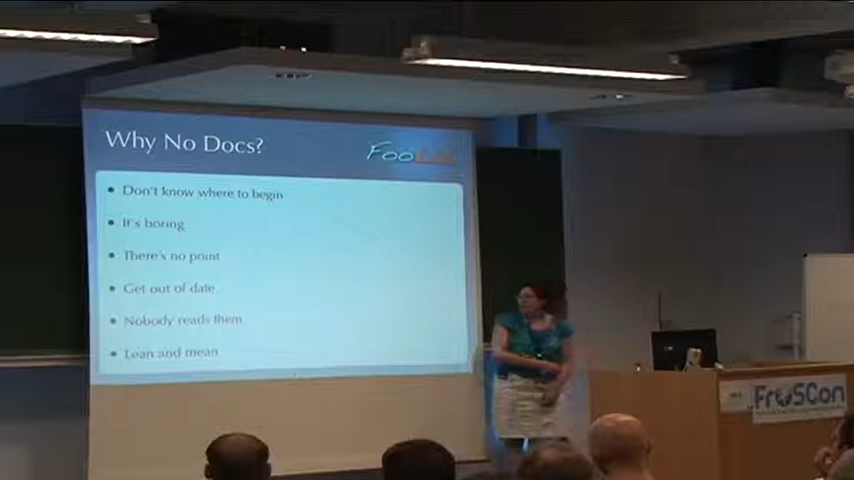 Why No Docs?
Foo
Don't know where to begin
It's boring
There's no point
Get out of date
Nobody reads them
Lean and mean
FrOSCon